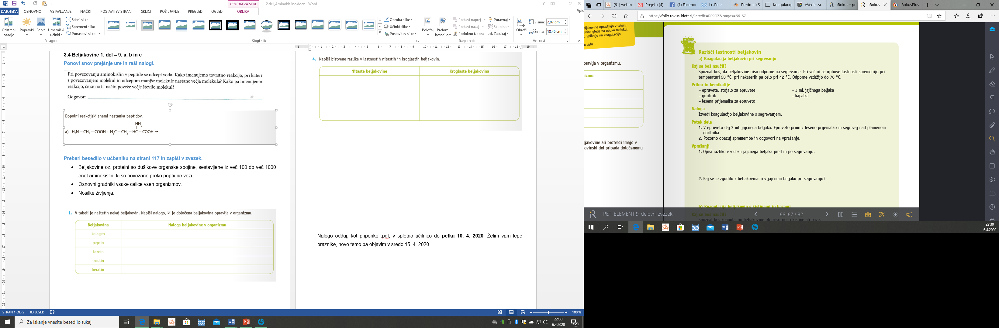 ORODJA ZA SLIKE
2.del_Aminokisline.docx - Word
DATOTEKA OSNOVNO VSTAVLJANJE NAČRT POSTAVITEV STRANI SKLICI POŠILJANJE PREGLED OGLED OBLIKA
Vpis
Odstrani ozadje
Popravki
Barva
Umetniški učinki
Stisni slike
Spremeni sliko
Ponastavi sliko
Prilagodi
Slogi slik
Obroba slike
Učinki slike
Postavitev slike
Položaj
Prelomi besedilo
Postavi naprej
Postavi nazaj
Podokno izbora
Poravnaj
Skupina
Zasukaj
Razporedi
Obreži
Višina: 2,97 cm
Širina: 18,46 cm
Velikost
3.4 Beljakovine 1. del – 9. a, b in c
Ponovi snov prejšnje ure in reši nalogi.
Pri povezovanju aminokislin v peptide se odcepi voda. Kako imenujemo tovrstno reakcijo, pri kateri
s povezovanjem molekul in odcepom manjše molekule nastane večja molekula? Kako pa imenujemo
reakcijo, če se na ta način poveže večje število molekul?
Odgovor:
Dopolni reakcijski shemi nastanka peptidov.
NH₂
a) H₂N – CH₂ – COOH + H₃C – CH₂ – HC – COOH →
Preberi besedilo v učbeniku na strani 117 in zapiši v zvezek.
• Beljakovine oz. proteini so dušikove organske spojine, sestavljene iz več 100 do več 1000
enot aminokislin, ki so povezane preko peptidne vezi.
• Osnovni gradniki vsake celice vseh organizmov.
• Nosilke življenja.
1. V tabeli je naštetih nekaj beljakovin. Napiši nalogo, ki jo določena beljakovina opravlja v organizmu.
Beljakovina Naloga beljakovine v organizmu
kolagen
pepsin
kazein
insulin
keratin
4. Napiši bistvene razlike v lastnostih nitastih in kroglastih beljakovin.
Nitaste beljakovine Kroglaste beljakovina
Nalogo oddaj, kot priponko .pdf, v spletno učilnico do petka 10. 4. 2020. Želim vam lepe
praznike, novo temo pa objavim v sredo 15. 4. 2020.
STRAN 1 OD 2 83 BESED
100 %
Za iskanje vnesite besedilo tukaj
22:30
6.4.2020
2
(61) webm
Prejeto (4)
(1) Faceboo
Lo.Polis
Predmet: S
Koagulacij
eVedez.si
iRokus - po
iRokus
iRokusPlus
https://folio.rokus-klett.si/?credit=PE9DZ&pages=66-67
eljakovine opravljajo v telesu
ovine glede na obliko molekul
ki vplivajo na koagulacijo
m delu
pravlja v organizmu.
izmu
ljakovine ali proteidi imajo v
kovinski del pripada določenemu
Razišči lastnosti beljakovin
a) Koagulacija beljakovin pri segrevanju
Kaj se boš naučil?
Spoznal boš, da beljakovine niso odporne na segrevanje. Pri večini se njihove lastnosti spremenijo pri
temperaturi 50 °C, pri nekaterih pa celo pri 42 °C. Odporne vzdržijo do 70 °C.
Pribor in kemikalije
– epruveta, stojalo za epruvete – 3 mL jajčnega beljaka
– gorilnik – kapalka
– lesena prijemalka za epruveto
Naloga
Izvedi koagulacijo beljakovine s segrevanjem.
Potek dela
1. V epruveto daj 3 mL jajčnega beljaka. Epruveto primi z leseno prijemalko in segrevaj nad plamenom
gorilnika.
2. Pozorno opazuj spremembe in odgovori na vprašanje.
Vprašanji
1. Opiši razliko v videzu jajčnega beljaka pred in po segrevanju.
2. Kaj se je zgodilo z beljakovinami v jajčnem beljaku pri segrevanju?
b) Koagulacija beljakovin s kislinami in bazami
Kaj se boš naučil?
Spoznal boš koagulacijo beljakovine ob prisotnosti kisline ali baze.
PETI ELEMENT 9, delovni zvezek
66–67 / 82
22:30
6.4.2020